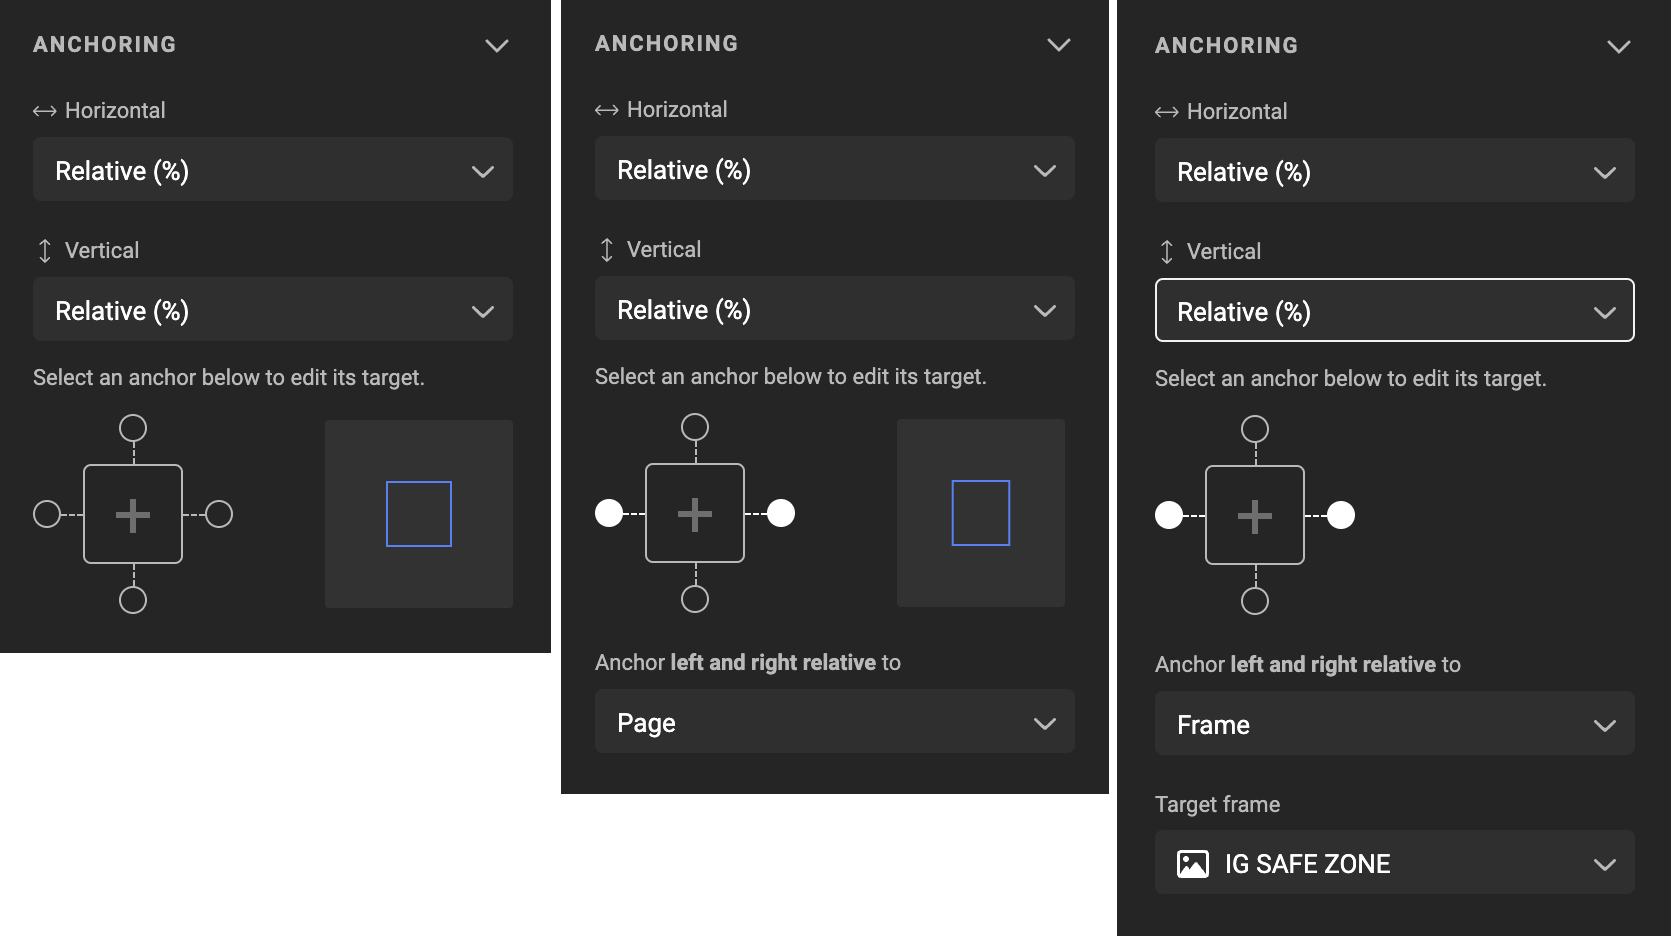 ANCHORING
Horizontal
Relative (%)
Vertical
Relative (%)
Select an anchor below to edit its target.
ANCHORING
Horizontal
Relative (%)
Vertical
Relative (%)
Select an anchor below to edit its target.
Anchor left and right relative to
Page
ANCHORING
Horizontal
Relative (%)
Vertical
Relative (%)
Select an anchor below to edit its target.
Anchor left and right relative to
Frame
Target frame
IG SAFE ZONE